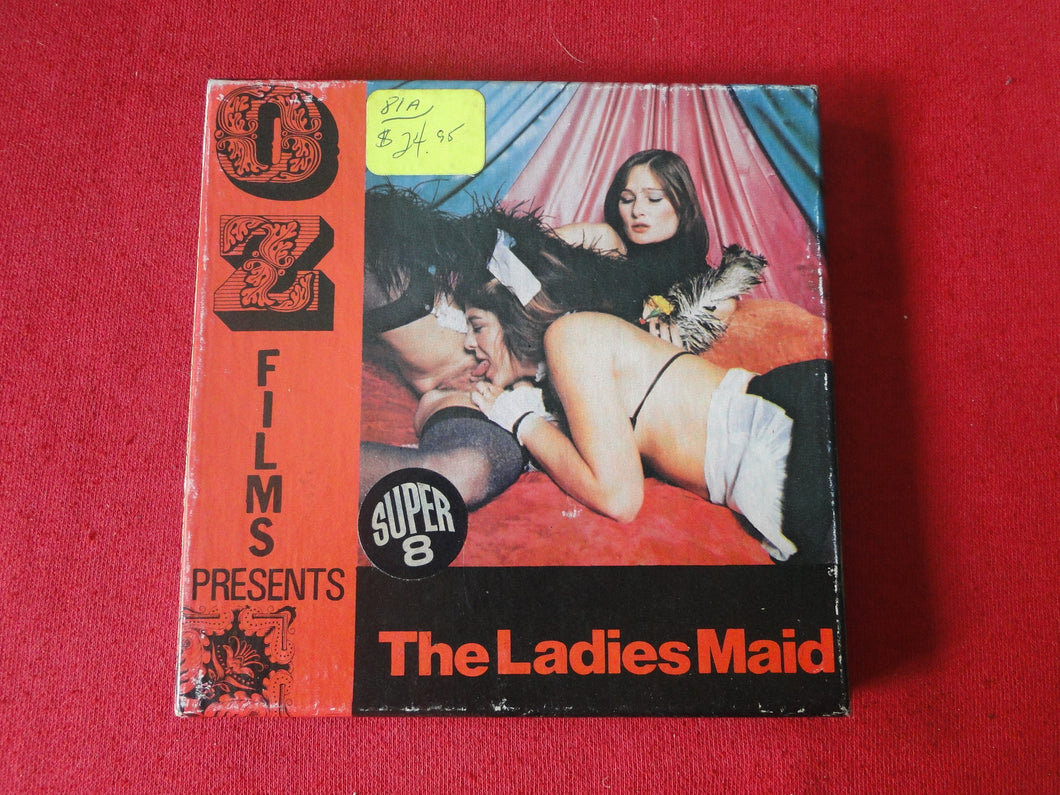 OZ
FILMS
PRESENTS
81A
$24.95
SUPER
8
The Ladies Maid